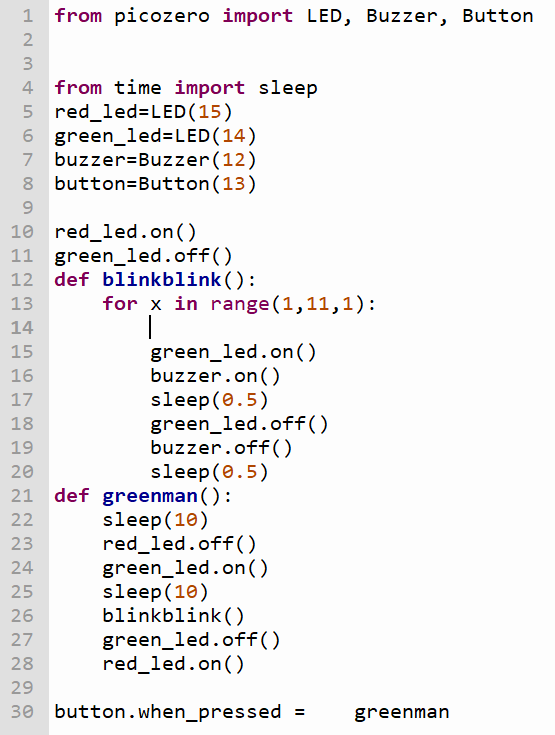 1 from picozero import LED, Buzzer, Button
2
3
4 from time import sleep
5 red_led=LED(15)
6 green_led=LED(14)
7 buzzer=Buzzer(12)
8 button=Button(13)
9
10 red_led.on()
11 green_led.off()
12 def blinkblink():
13     for x in range(1,11,1):
14
15         green_led.on()
16         buzzer.on()
17         sleep(0.5)
18         green_led.off()
19         buzzer.off()
20         sleep(0.5)
21 def greenman():
22     sleep(10)
23     red_led.off()
24     green_led.on()
25     sleep(10)
26     blinkblink()
27     green_led.off()
28     red_led.on()
29
30 button.when_pressed =    greenman